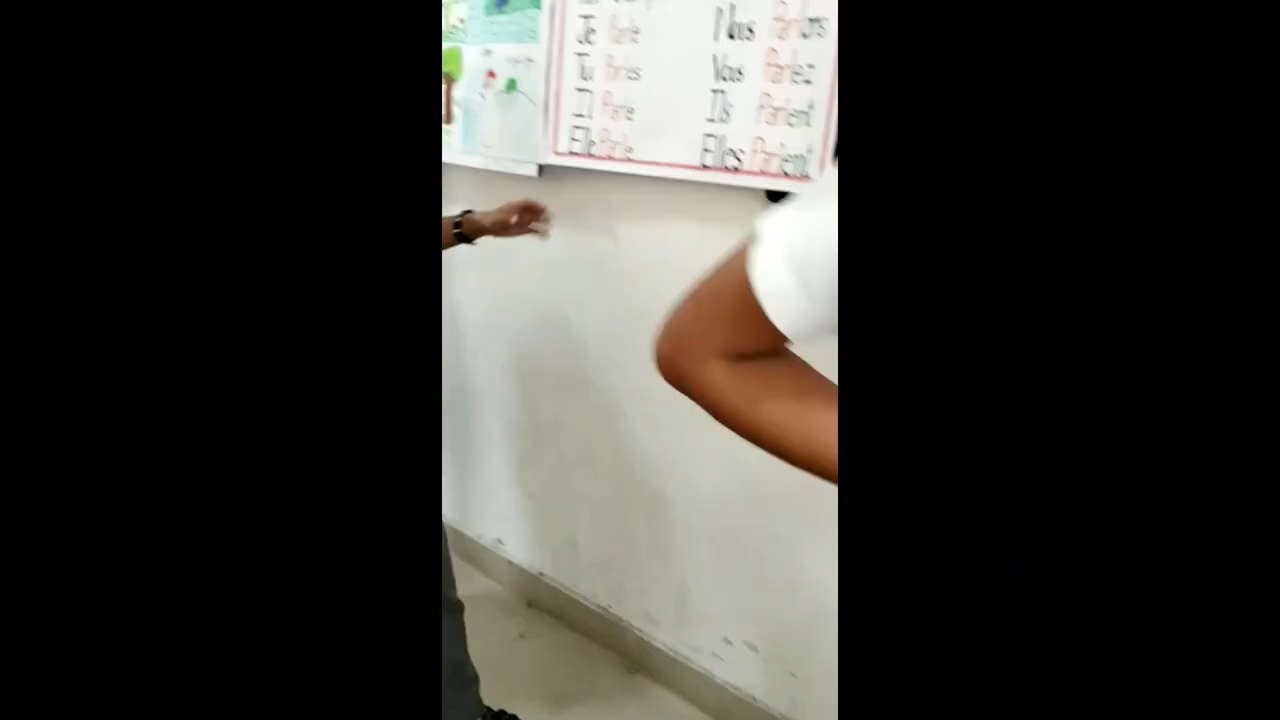 Je Parle Nous Parlons
Tu Parles Vous Parlez
Il Parle Ils Parlent
Elle Parle Elles Parlent